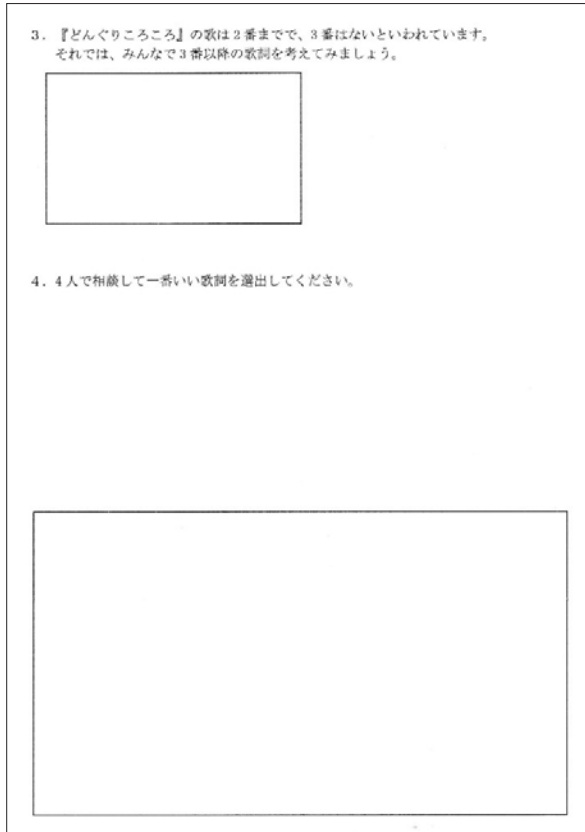 3．『どんぐりころころ』の歌は2番までで、3番はないといわれています。
それでは、みんなで3番以降の歌詞を考えてみましょう。
4．4人で相談して一番いい歌詞を選出してください。